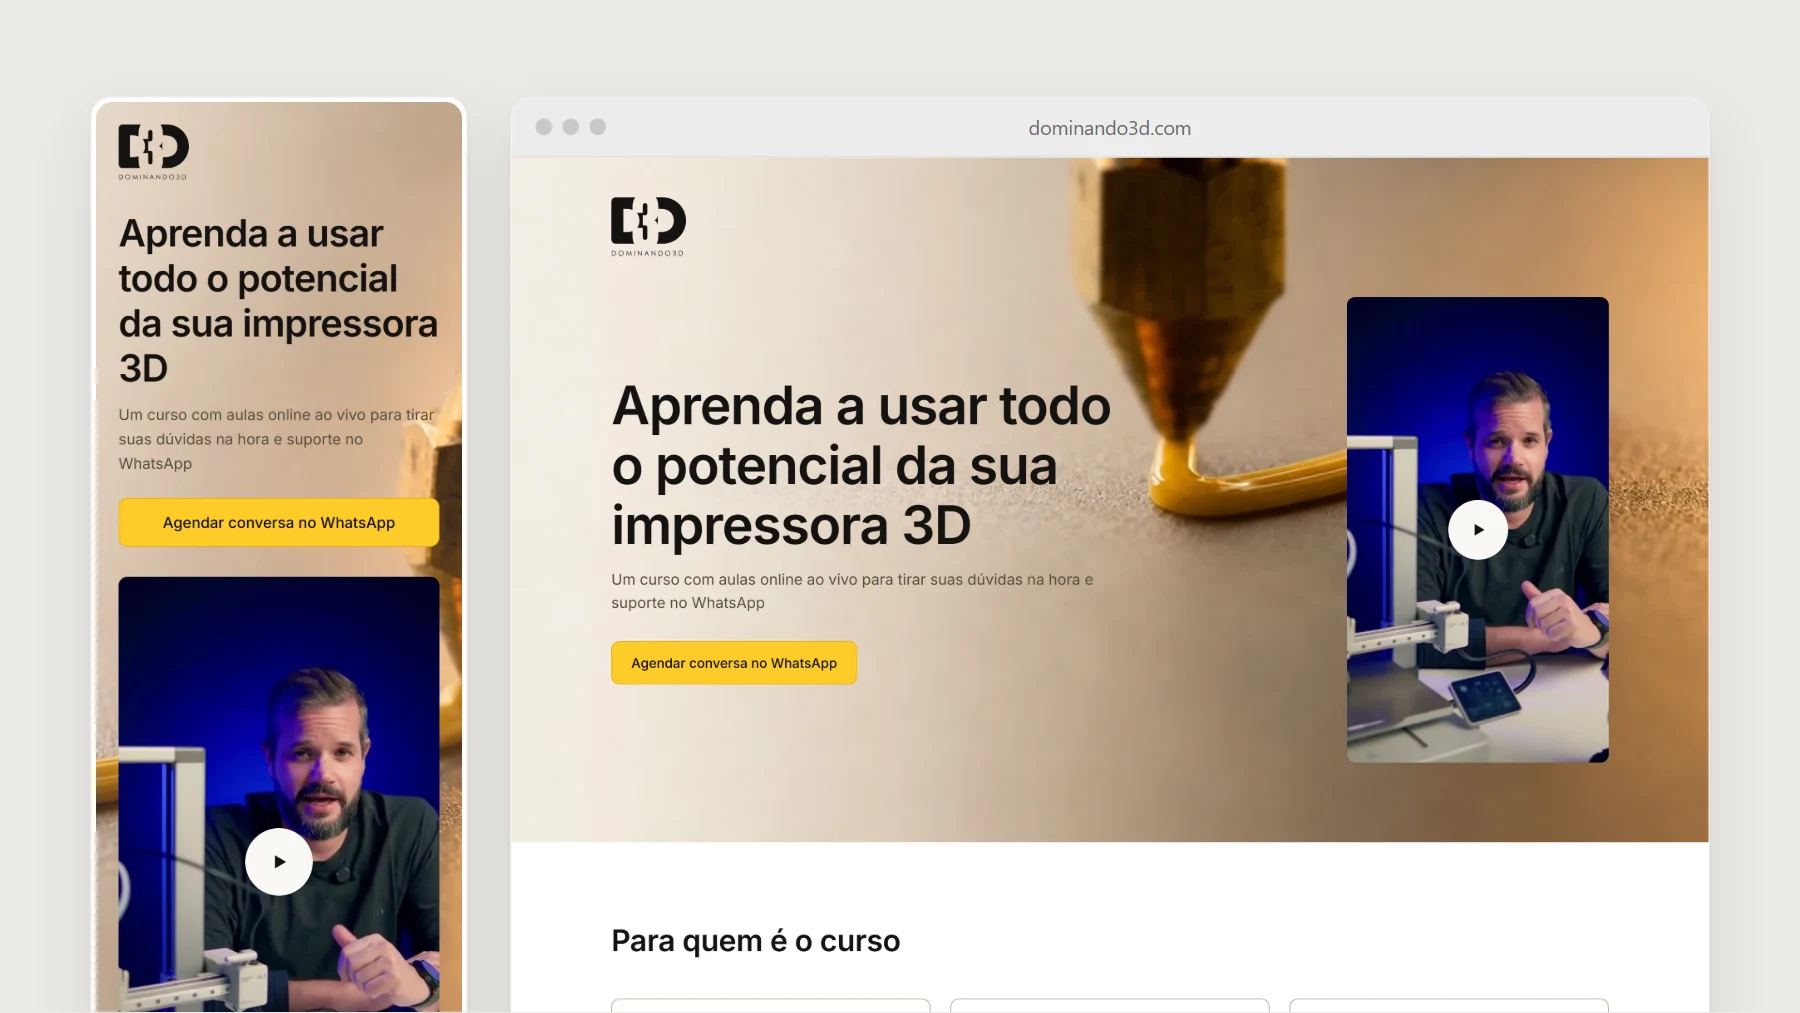 DOMINANDO3D
Aprenda a usar
todo o potencial
da sua impressora
3D
Um curso com aulas online ao vivo para tirar
suas dúvidas na hora e suporte no
WhatsApp
Agendar conversa no WhatsApp
dominando3d.com
DOMINANDO3D
Aprenda a usar todo
o potencial da sua
impressora 3D
Um curso com aulas online ao vivo para tirar suas dúvidas na hora e
suporte no WhatsApp
Agendar conversa no WhatsApp
Para quem é o curso